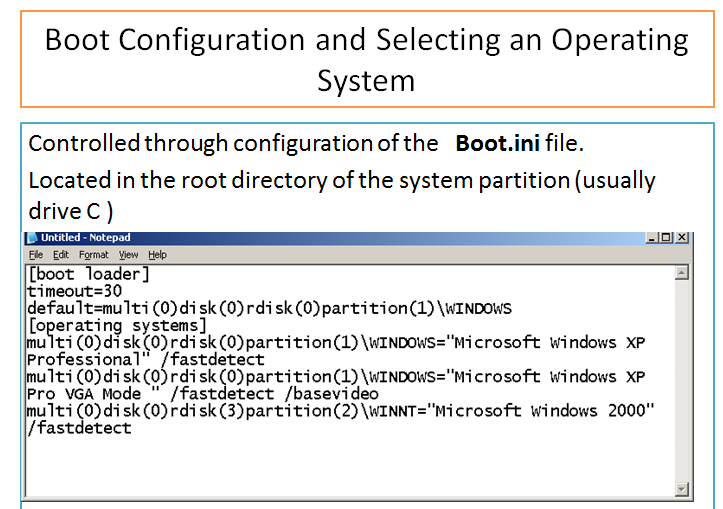 Boot Configuration and Selecting an Operating
System
Controlled through configuration of the Boot.ini file.
Located in the root directory of the system partition (usually
drive C )
Untitled - Notepad
File Edit Format View Help
[boot loader]
timeout=30
default=multi(0)disk(0)rdisk(0)partition(1)\WINDOWS
[operating systems]
multi(0)disk(0)rdisk(0)partition(1)\WINDOWS="Microsoft Windows XP
Professional" /fastdetect
multi(0)disk(0)rdisk(0)partition(1)\WINDOWS="Microsoft Windows XP
Pro VGA Mode " /fastdetect /basevideo
multi(0)disk(0)rdisk(3)partition(2)\WINNT="Microsoft Windows 2000"
/fastdetect